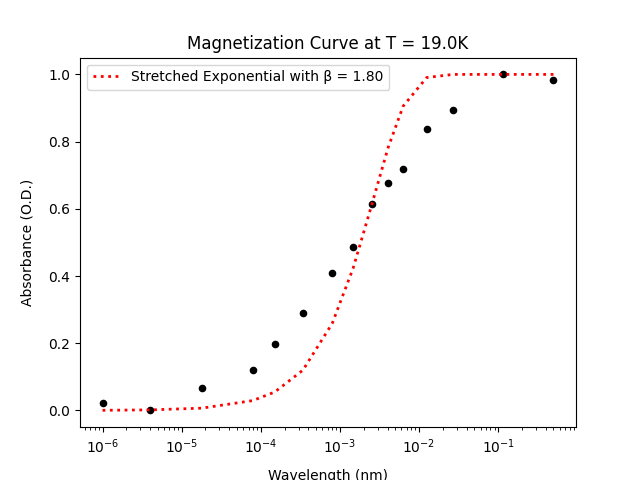 Magnetization Curve at T = 19.0K
Stretched Exponential with β = 1.80
Absorbance (O.D.)
1.0
0.8
0.6
0.4
0.2
0.0
10⁻⁶ 10⁻⁵ 10⁻⁴ 10⁻³ 10⁻² 10⁻¹
Wavelength (nm)